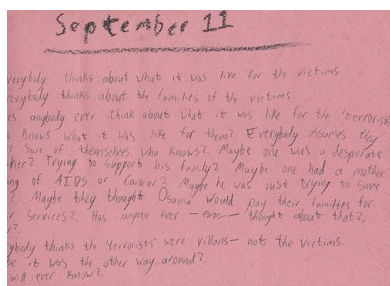 September 11
verybody thinks about what it was like for the victims
everybody thinks about the families of the victims
es anybody ever think about what it was like for the 'terrorists
knows what it was like for them? Everybody assumes they
sure of themselves who knows? Maybe one was a desperate
ther? Trying to support his family? Maybe one had a mother
ng of AIDS or Cancer? Maybe he was just trying to save
? Maybe they thought Osama would pay their families for
r services? Has anyone ever thought about that?
r?
ybody thinks the 'terrorists' were villans— not the victims.
be it was the other way around?
will ever know?